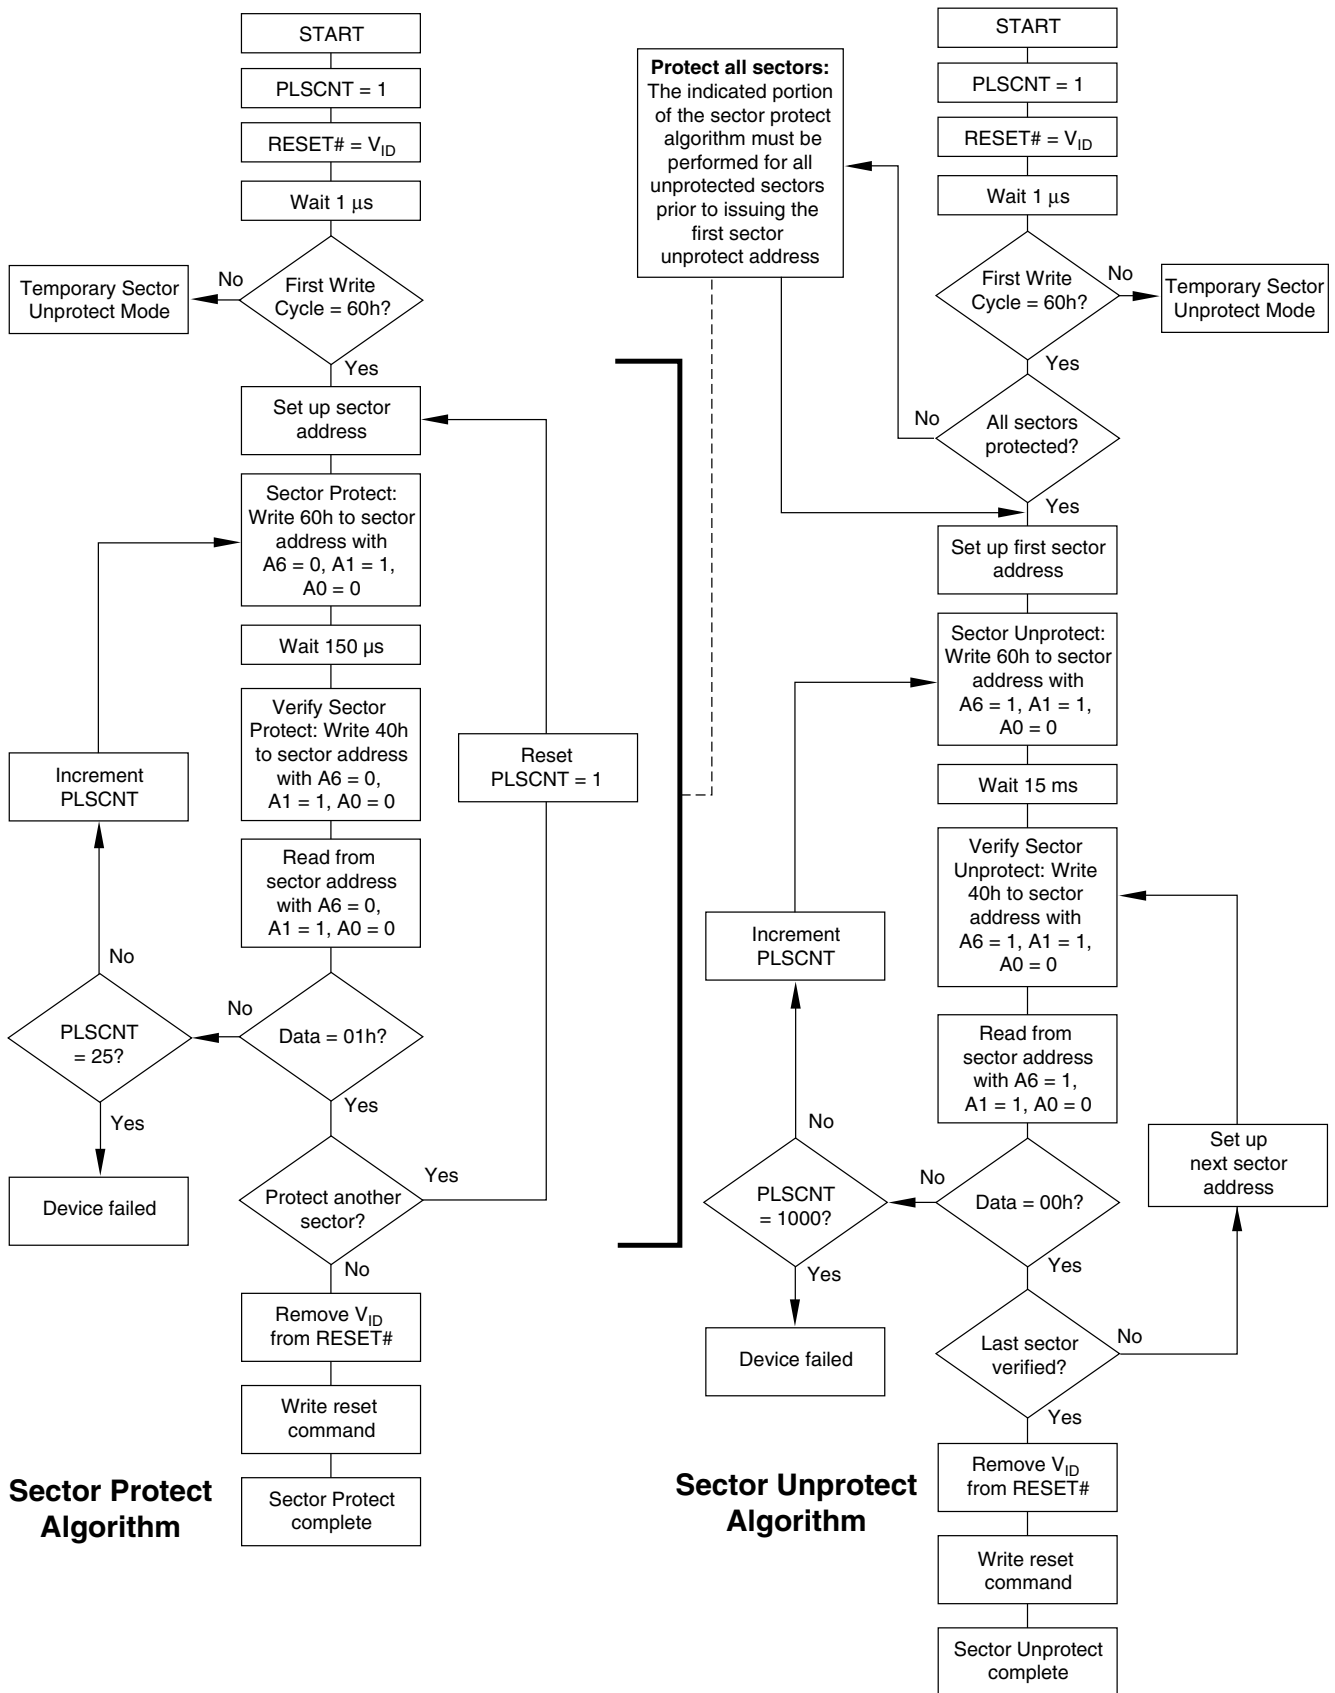 START
PLSCNT = 1
RESET# = VID
Wait 1 μs
First Write
Cycle = 60h?
No
Temporary Sector
Unprotect Mode
Yes
Set up sector
address
Sector Protect:
Write 60h to sector
address with
A6 = 0, A1 = 1,
A0 = 0
Wait 150 µs
Verify Sector
Protect: Write 40h
to sector address
with A6 = 0,
A1 = 1, A0 = 0
Reset
PLSCNT = 1
Increment
PLSCNT
Read from
sector address
with A6 = 0,
A1 = 1, A0 = 0
No
Data = 01h?
No
PLSCNT
= 25?
Yes
Device failed
Yes
Protect another
sector?
Yes
No
Remove VID
from RESET#
Write reset
command
Sector Protect
complete
Sector Protect
Algorithm
Protect all sectors:
The indicated portion
of the sector protect
algorithm must be
performed for all
unprotected sectors
prior to issuing the
first sector
unprotect address
START
PLSCNT = 1
RESET# = VID
Wait 1 μs
First Write
Cycle = 60h?
No
Temporary Sector
Unprotect Mode
Yes
All sectors
protected?
No
Yes
Set up first sector
address
Sector Unprotect:
Write 60h to sector
address with
A6 = 1, A1 = 1,
A0 = 0
Wait 15 ms
Verify Sector
Unprotect: Write
40h to sector
address with
A6 = 1, A1 = 1,
A0 = 0
Increment
PLSCNT
Read from
sector address
with A6 = 1,
A1 = 1, A0 = 0
No
Data = 00h?
No
PLSCNT
= 1000?
Yes
Device failed
Set up
next sector
address
Yes
Last sector
verified?
No
Yes
Remove VID
from RESET#
Write reset
command
Sector Unprotect
complete
Sector Unprotect
Algorithm